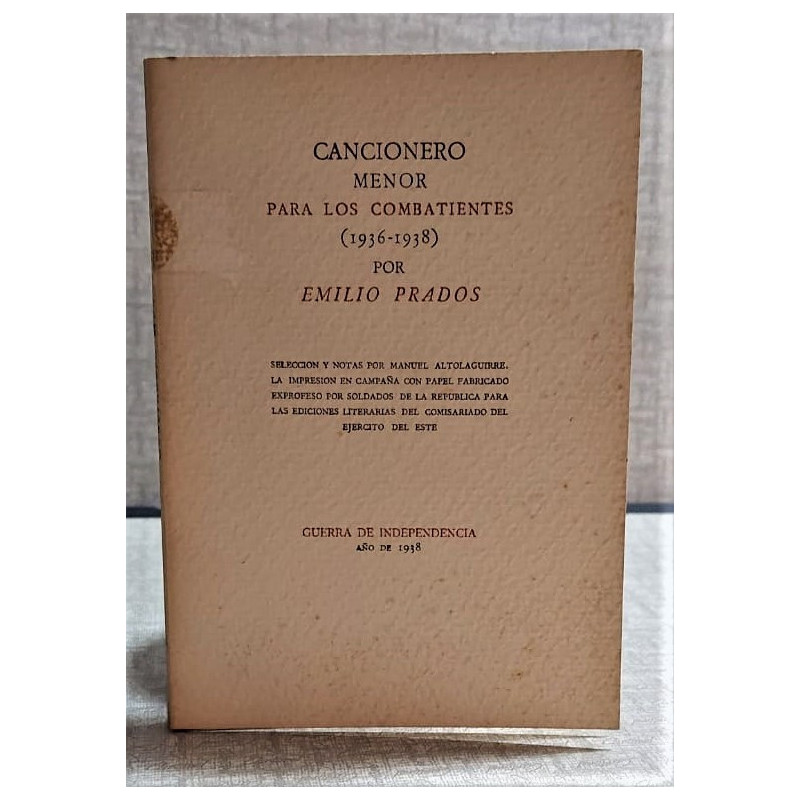 CANCIONERO
MENOR
PARA LOS COMBATIENTES
(1936-1938)
POR
EMILIO PRADOS
SELECCION Y NOTAS POR MANUEL ALTOLAGUIRRE.
LA IMPRESION EN CAMPAÑA CON PAPEL FABRICADO
EXPROFESO POR SOLDADOS DE LA REPUBLICA PARA
LAS EDICIONES LITERARIAS DEL COMISARIADO DEL
EJERCITO DEL ESTE
GUERRA DE INDEPENDENCIA
AÑO DE 1938